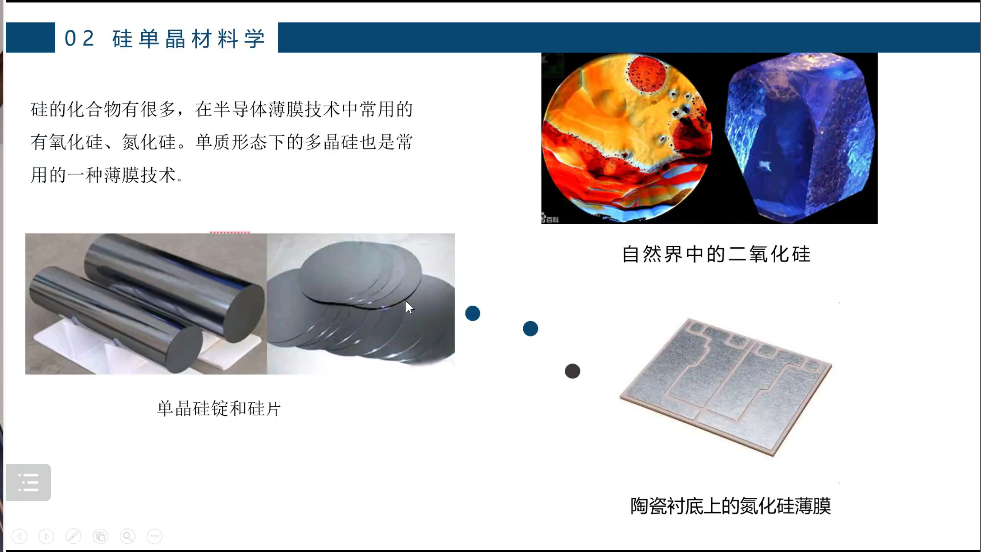 02 硅单晶材料学
硅的化合物有很多，在半导体薄膜技术中常用的
有氧化硅、氮化硅。单质形态下的多晶硅也是常
用的一种薄膜技术。
百科
自然界中的二氧化硅
单晶硅锭和硅片
陶瓷衬底上的氮化硅薄膜